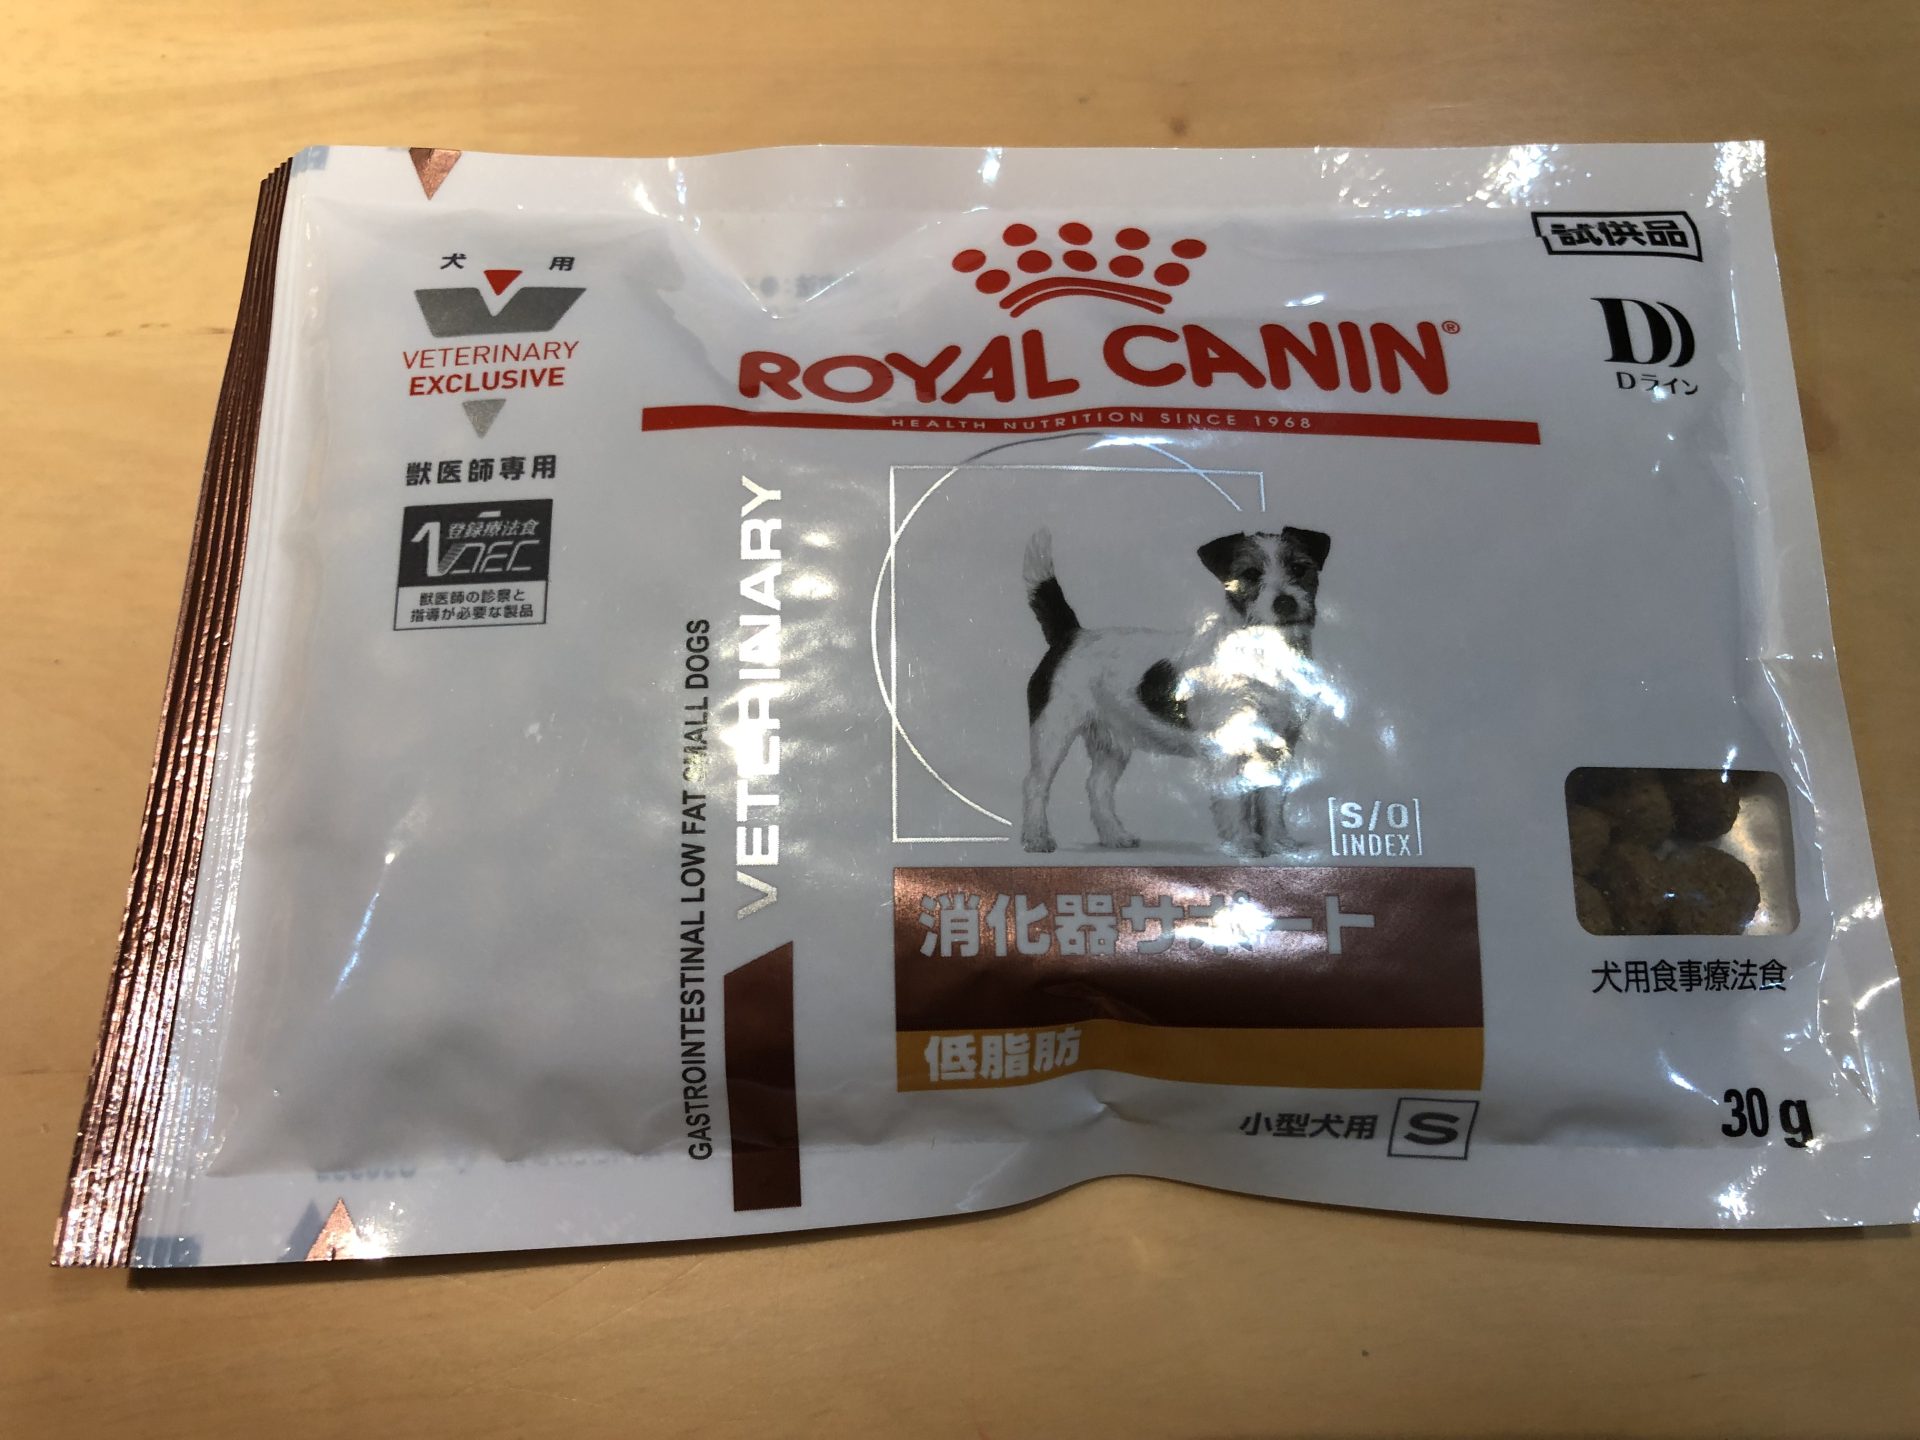 犬 用
VETERINARY
EXCLUSIVE
獣医師専用
登録療法食
獣医師の診察と
指導が必要な製品
ROYAL CANIN®
HEALTH NUTRITION SINCE 1968
試供品
D
Dライン
VETERINARY
GASTROINTESTINAL LOW FAT SMALL DOGS
S/O
INDEX
消化器サポート
低脂肪
小型犬用 S
犬用食事療法食
30 g